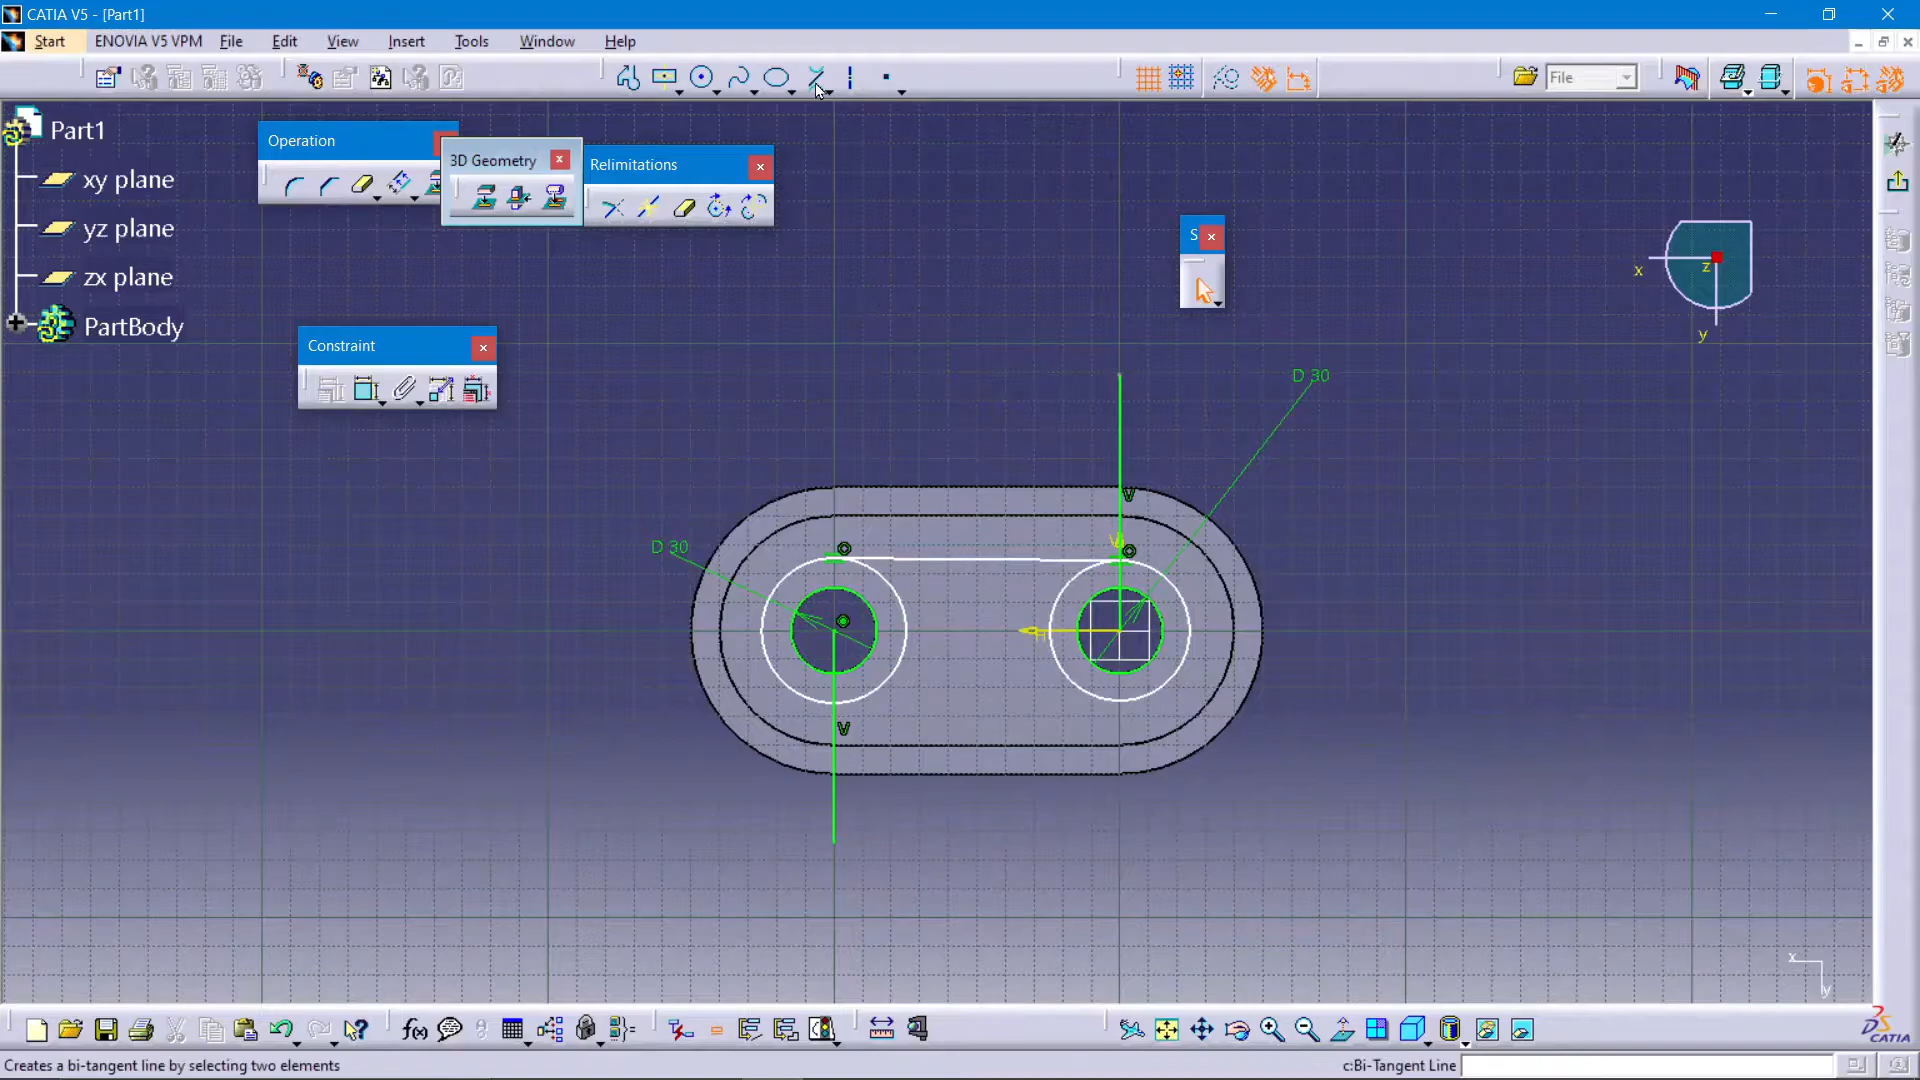 CATIA V5 - [Part1]
Start ENOVIA V5 VPM File Edit View Insert Tools Window Help
File
Part1
xy plane
yz plane
zx plane
PartBody
Operation
3D Geometry
Relimitations
S
Constraint
x
z
y
D 30
D 30
V
V
V
H
x
y
f(x)
DS CATIA
Creates a bi-tangent line by selecting two elements
c:Bi-Tangent Line